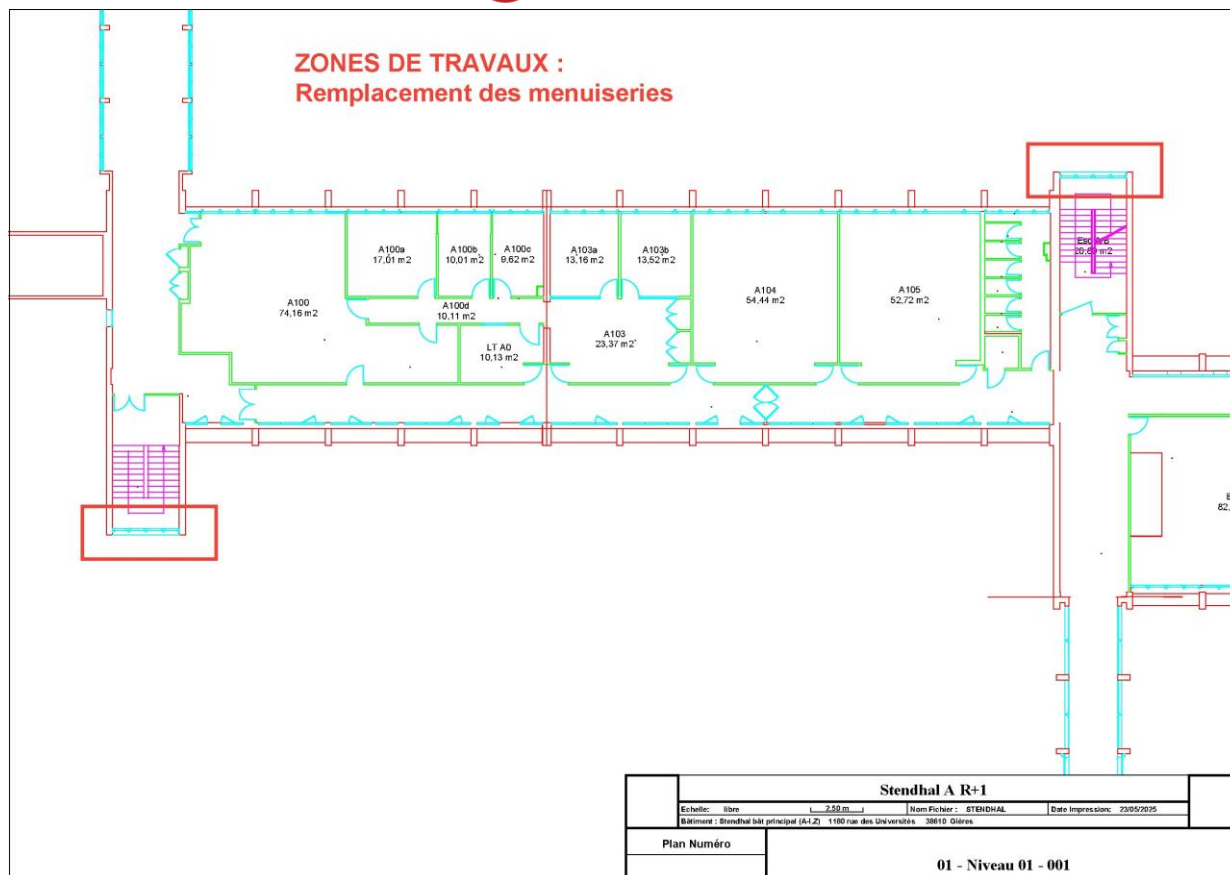 ZONES DE TRAVAUX :
Remplacement des menuiseries
A100a
17,01 m2
A100b
10,01 m2
A100c
9,62 m2
A103a
13,16 m2
A103b
13,52 m2
A100
74,16 m2
A100d
10,11 m2
LT A0
10,13 m2
A103
23,37 m2
A104
54,44 m2
A105
52,72 m2
82,
Stendhal A R+1
Echelle: libre
2.50 m
Nom Fichier : STENDHAL
Date Impression: 23/05/2025
Bâtiment : Stendhal bât principal (A-I,Z) 1180 rue des Universités 38610 Gières
Plan Numéro
01 - Niveau 01 - 001